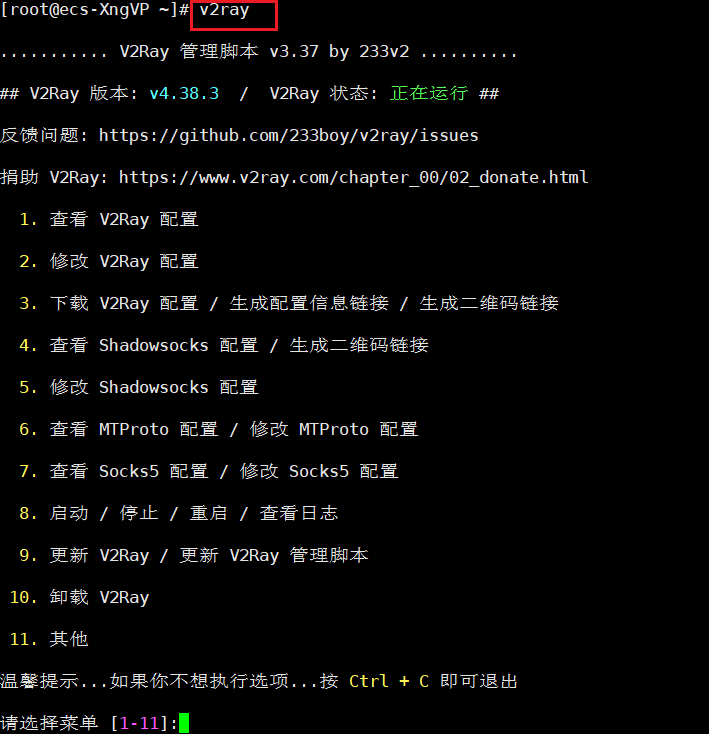 [root@ecs-XngVP ~]# v2ray
........... V2Ray 管理脚本 v3.37 by 233v2 ..........
## V2Ray 版本: v4.38.3  /  V2Ray 状态: 正在运行 ##
反馈问题: https://github.com/233boy/v2ray/issues
捐助 V2Ray: https://www.v2ray.com/chapter_00/02_donate.html
1. 查看 V2Ray 配置
2. 修改 V2Ray 配置
3. 下载 V2Ray 配置 / 生成配置信息链接 / 生成二维码链接
4. 查看 Shadowsocks 配置 / 生成二维码链接
5. 修改 Shadowsocks 配置
6. 查看 MTProto 配置 / 修改 MTProto 配置
7. 查看 Socks5 配置 / 修改 Socks5 配置
8. 启动 / 停止 / 重启 / 查看日志
9. 更新 V2Ray / 更新 V2Ray 管理脚本
10. 卸载 V2Ray
11. 其他
温馨提示...如果你不想执行选项...按 Ctrl + C 即可退出
请选择菜单 [1-11]: